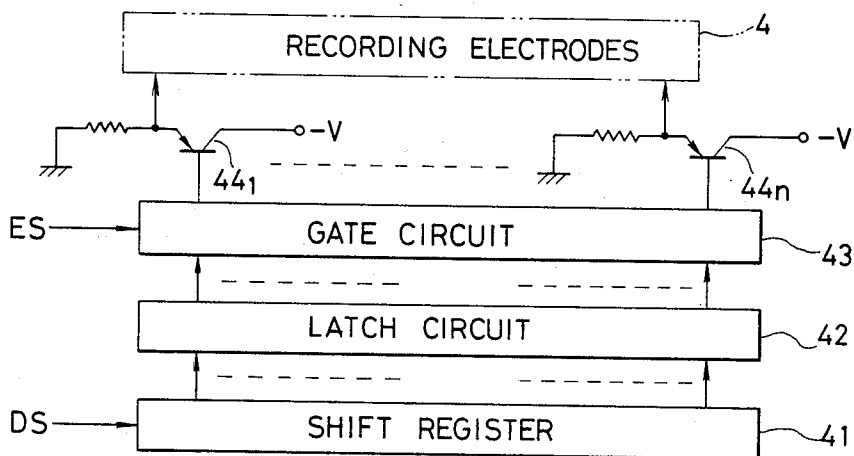 RECORDING ELECTRODES
4
-V
-V
44₁
44n
ES
GATE CIRCUIT
43
LATCH CIRCUIT
42
DS
SHIFT REGISTER
41